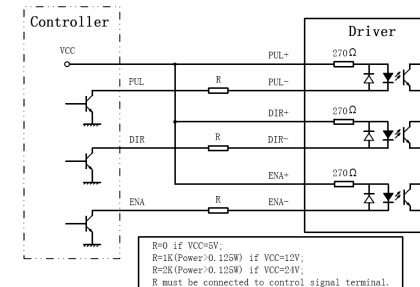 Controller
Driver
VCC
PUL+
270Ω
PUL
R
PUL-
DIR+
270Ω
DIR
R
DIR-
ENA+
270Ω
ENA
R
ENA-
R=0 if VCC=5V;
R=1K(Power>0.125W) if VCC=12V;
R=2K(Power>0.125W) if VCC=24V;
R must be connected to control signal terminal.